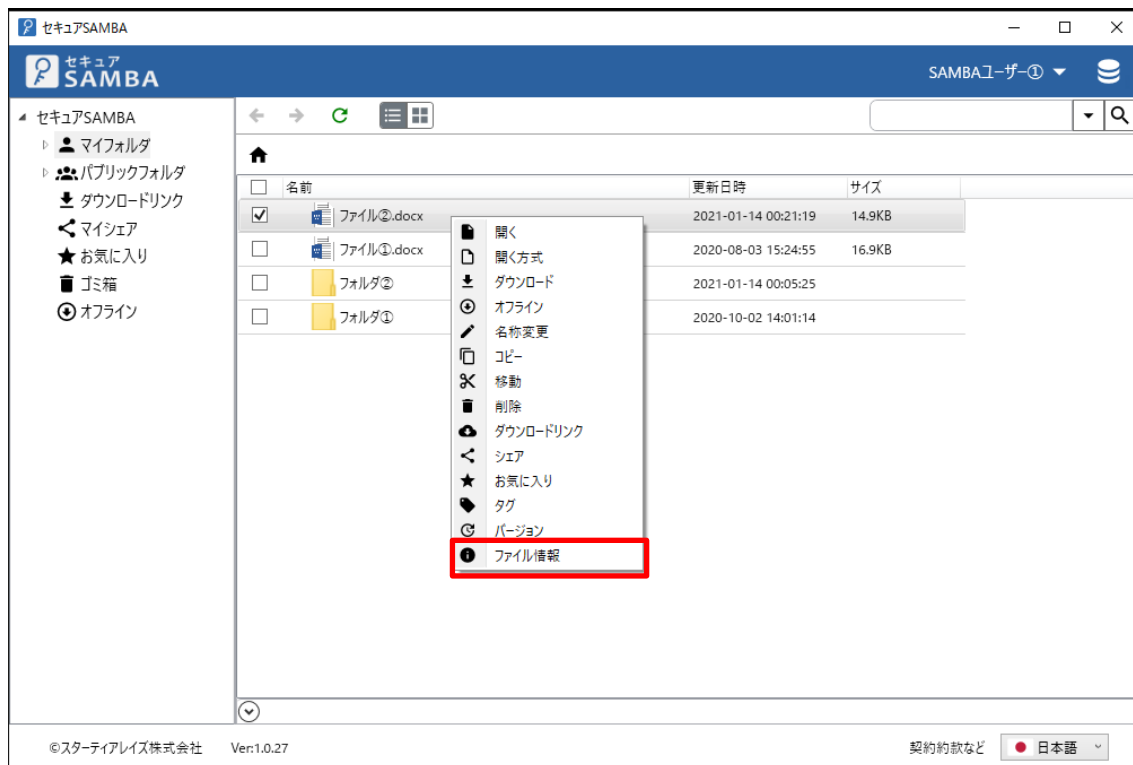 セキュアSAMBA
セキュア
SAMBA
SAMBAユーザー①
セキュアSAMBA
マイフォルダ
パブリックフォルダ
ダウンロードリンク
マイシェア
お気に入り
ゴミ箱
オフライン
名前 更新日時 サイズ
ファイル②.docx 2021-01-14 00:21:19 14.9KB
ファイル①.docx 2020-08-03 15:24:55 16.9KB
フォルダ② 2021-01-14 00:05:25
フォルダ① 2020-10-02 14:01:14
開く
開く方式
ダウンロード
オフライン
名称変更
コピー
移動
削除
ダウンロードリンク
シェア
お気に入り
タグ
バージョン
ファイル情報
©スターティアレイズ株式会社 Ver:1.0.27 契約約款など 日本語